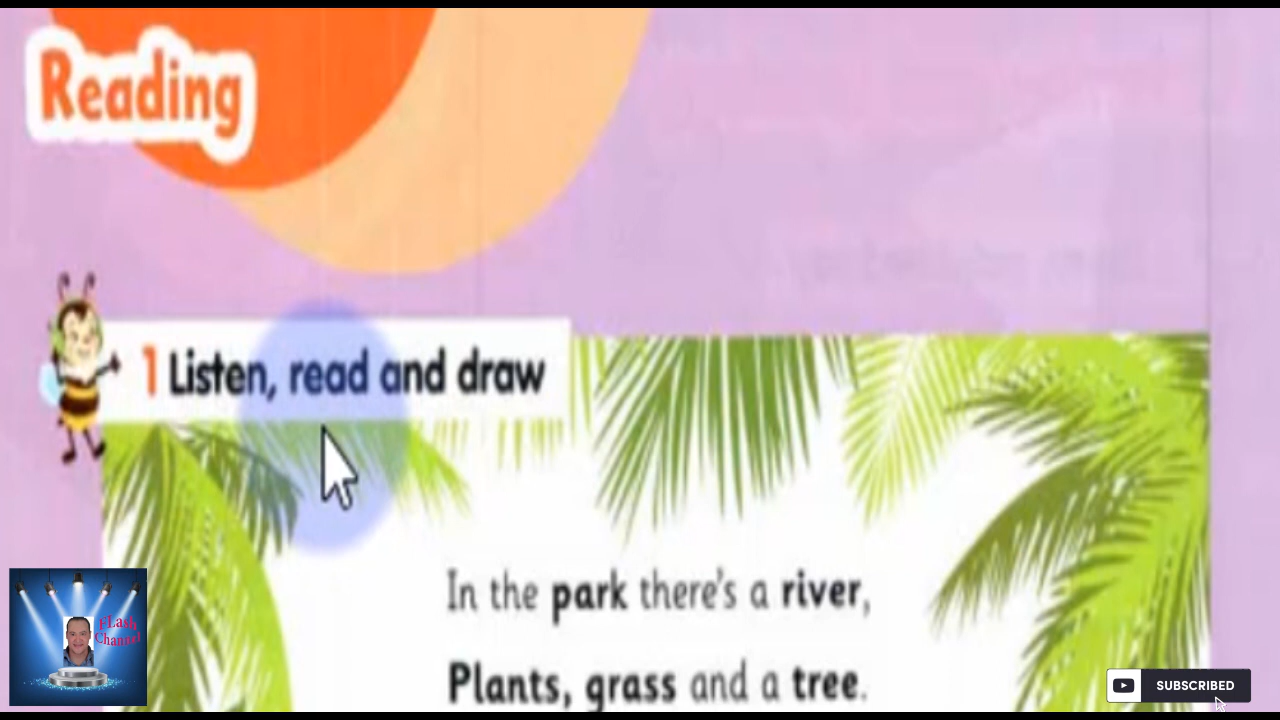 Reading
1 Listen, read and draw
In the park there's a river,
Plants, grass and a tree.
FLash
Channel
SUBSCRIBED